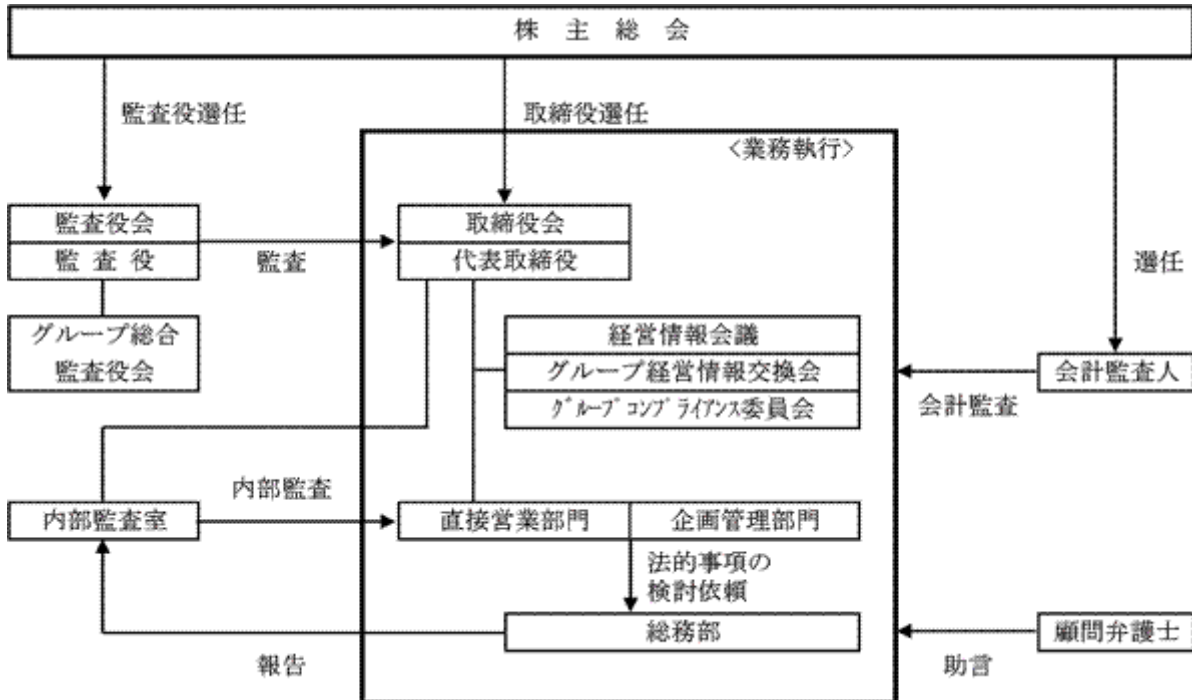 株主総会
監査役選任
取締役選任
<業務執行>
監査役会
監査役
監査
取締役会
代表取締役
選任
グループ総合
監査役会
経営情報会議
グループ経営情報交換会
ｸﾞﾙｰﾌﾟｺﾝﾌﾟﾗｲｱﾝｽ委員会
会計監査人
会計監査
内部監査
内部監査室
直接営業部門
企画管理部門
法的事項の
検討依頼
総務部
顧問弁護士
報告
助言